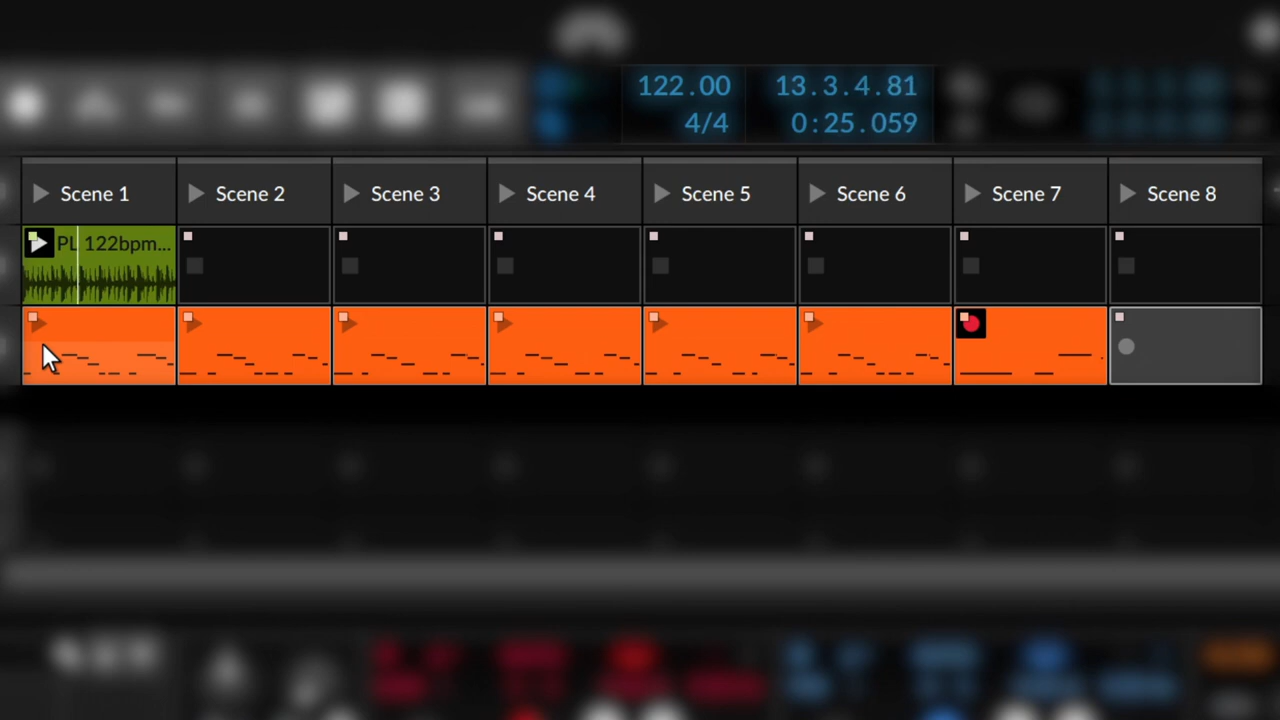 122.00 13.3.4.81
4/4 0:25.059
Scene 1 Scene 2 Scene 3 Scene 4 Scene 5 Scene 6 Scene 7 Scene 8
PL 122bpm...